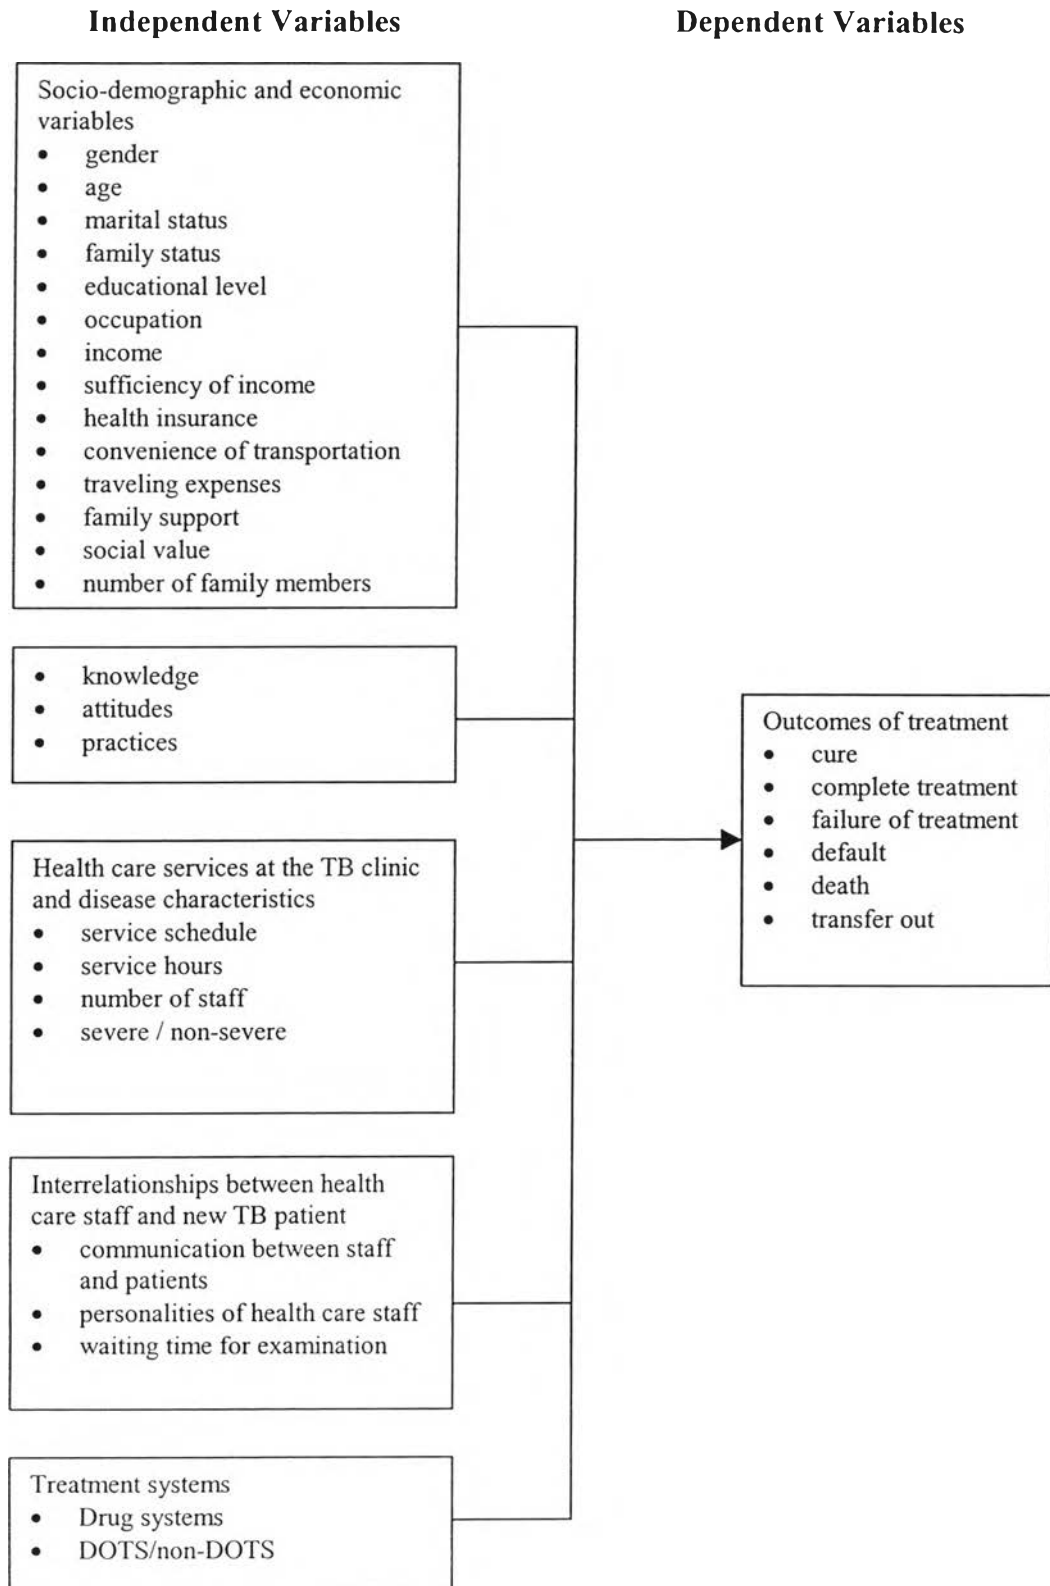 Independent Variables
Dependent Variables
Socio-demographic and economic
variables
• gender
• age
• marital status
• family status
• educational level
• occupation
• income
• sufficiency of income
• health insurance
• convenience of transportation
• traveling expenses
• family support
• social value
• number of family members
• knowledge
• attitudes
• practices
Health care services at the TB clinic
and disease characteristics
• service schedule
• service hours
• number of staff
• severe / non-severe
Interrelationships between health
care staff and new TB patient
• communication between staff
and patients
• personalities of health care staff
• waiting time for examination
Treatment systems
• Drug systems
• DOTS/non-DOTS
Outcomes of treatment
• cure
• complete treatment
• failure of treatment
• default
• death
• transfer out